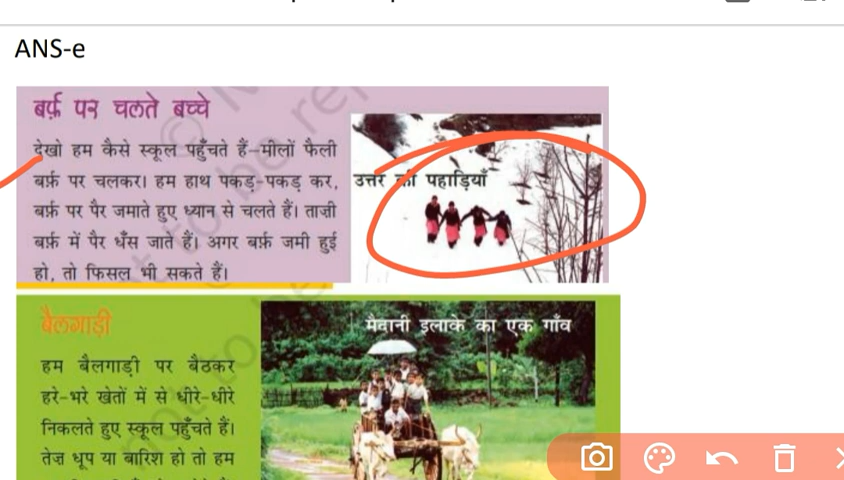 ANS-e
बर्फ़ पर चलते बच्चे
देखो हम कैसे स्कूल पहुँचते हैं–मीलों फैली
बर्फ़ पर चलकर। हम हाथ पकड़-पकड़ कर,
बर्फ़ पर पैर जमाते हुए ध्यान से चलते हैं। ताज़ी
बर्फ़ में पैर धँस जाते हैं। अगर बर्फ़ जमी हुई
हो, तो फिसल भी सकते हैं।
उत्तर की पहाड़ियाँ
बैलगाड़ी
मैदानी इलाके का एक गाँव
हम बैलगाड़ी पर बैठकर
हरे-भरे खेतों में से धीरे-धीरे
निकलते हुए स्कूल पहुँचते हैं।
तेज़ धूप या बारिश हो तो हम